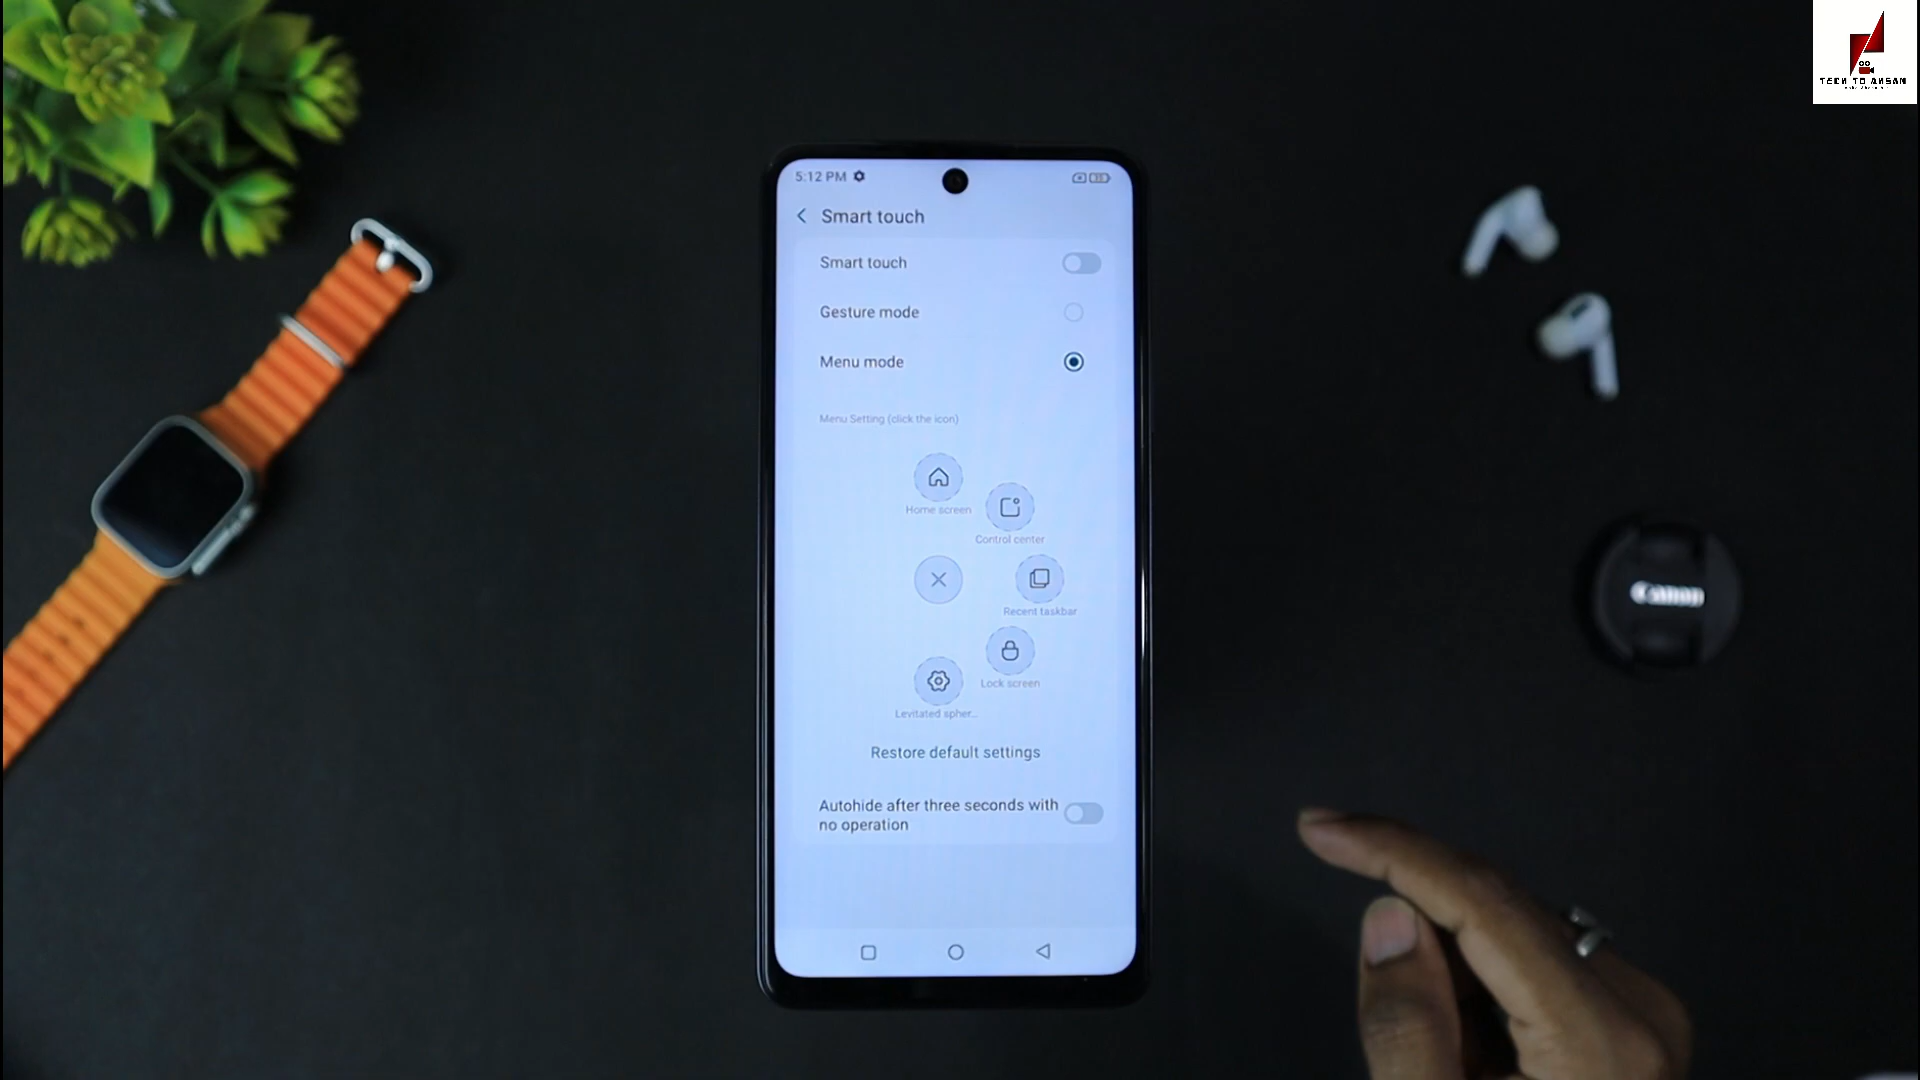 TECH TO AHSAN
5:12 PM
Smart touch
Smart touch
Gesture mode
Menu mode
Menu Setting (click the icon)
Home screen
Control center
Recent taskbar
Lock screen
Levitated spher...
Restore default settings
Autohide after three seconds with
no operation
Canon